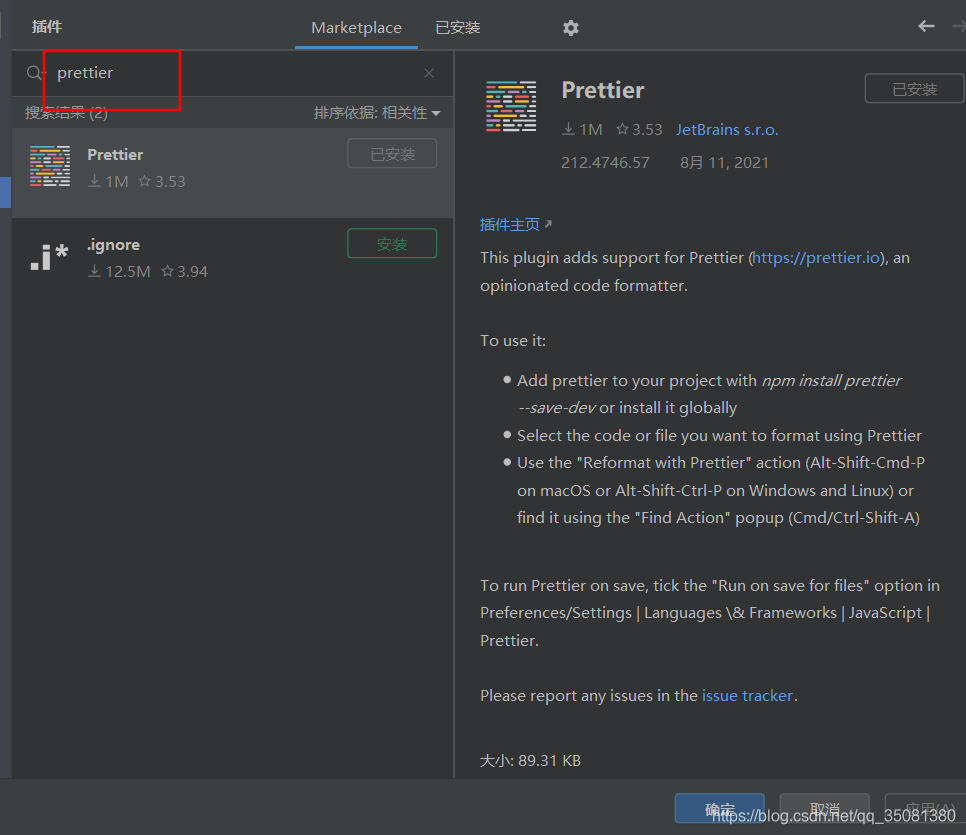 插件
Marketplace
已安装
prettier
搜索结果 (2)
排序依据: 相关性
Prettier
已安装
1M 3.53
.ignore
安装
12.5M 3.94
Prettier
已安装
1M 3.53 JetBrains s.r.o.
212.4746.57 8月 11, 2021
插件主页
This plugin adds support for Prettier (https://prettier.io), an
opinionated code formatter.
To use it:
Add prettier to your project with npm install prettier
--save-dev or install it globally
Select the code or file you want to format using Prettier
Use the "Reformat with Prettier" action (Alt-Shift-Cmd-P
on macOS or Alt-Shift-Ctrl-P on Windows and Linux) or
find it using the "Find Action" popup (Cmd/Ctrl-Shift-A)
To run Prettier on save, tick the "Run on save for files" option in
Preferences/Settings | Languages \& Frameworks | JavaScript |
Prettier.
Please report any issues in the issue tracker.
大小: 89.31 KB
确定
取消
应用(A)
https://blog.csdn.net/qq_35081380